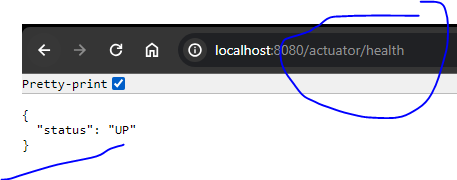 localhost:8080/actuator/health
Pretty-print
{
"status": "UP"
}